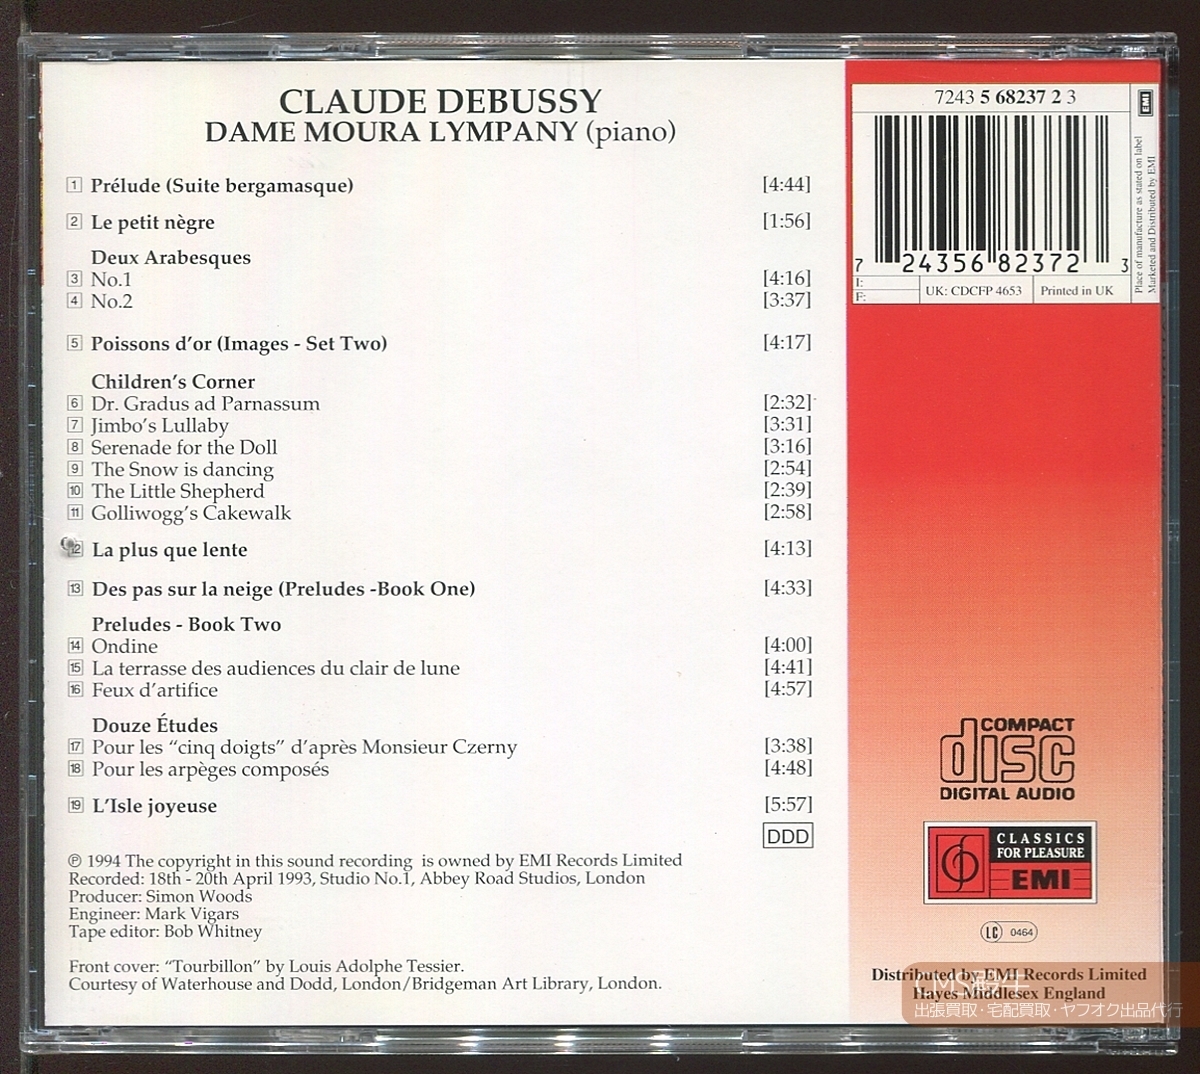 CLAUDE DEBUSSY
DAME MOURA LYMPANY (piano)
1 Prélude (Suite bergamasque) [4:44]
2 Le petit nègre [1:56]
Deux Arabesques
3 No.1 [4:16]
4 No.2 [3:37]
5 Poissons d'or (Images - Set Two) [4:17]
Children's Corner
6 Dr. Gradus ad Parnassum [2:32]
7 Jimbo's Lullaby [3:31]
8 Serenade for the Doll [3:16]
9 The Snow is dancing [2:54]
10 The Little Shepherd [2:39]
11 Golliwogg's Cakewalk [2:58]
12 La plus que lente [4:13]
13 Des pas sur la neige (Preludes -Book One) [4:33]
Preludes - Book Two
14 Ondine [4:00]
15 La terrasse des audiences du clair de lune [4:41]
16 Feux d'artifice [4:57]
Douze Études
17 Pour les "cinq doigts" d'après Monsieur Czerny [3:38]
18 Pour les arpèges composés [4:48]
19 L'Isle joyeuse [5:57]
DDD
℗ 1994 The copyright in this sound recording is owned by EMI Records Limited
Recorded: 18th - 20th April 1993, Studio No.1, Abbey Road Studios, London
Producer: Simon Woods
Engineer: Mark Vigars
Tape editor: Bob Whitney
Front cover: "Tourbillon" by Louis Adolphe Tessier.
Courtesy of Waterhouse and Dodd, London/Bridgeman Art Library, London.
7243 5 68237 2 3
7 24356 82372 3
I:
F:
UK: CDCFP 4653
Printed in UK
EMI
Place of manufacture as stated on label
Marketed and Distributed by EMI
COMPACT
disc
DIGITAL AUDIO
CLASSICS
FOR PLEASURE
EMI
LC 0464
Distributed by EMI Records Limited
Hayes Middlesex England
出張買取・宅配買取・ヤフオク出品代行